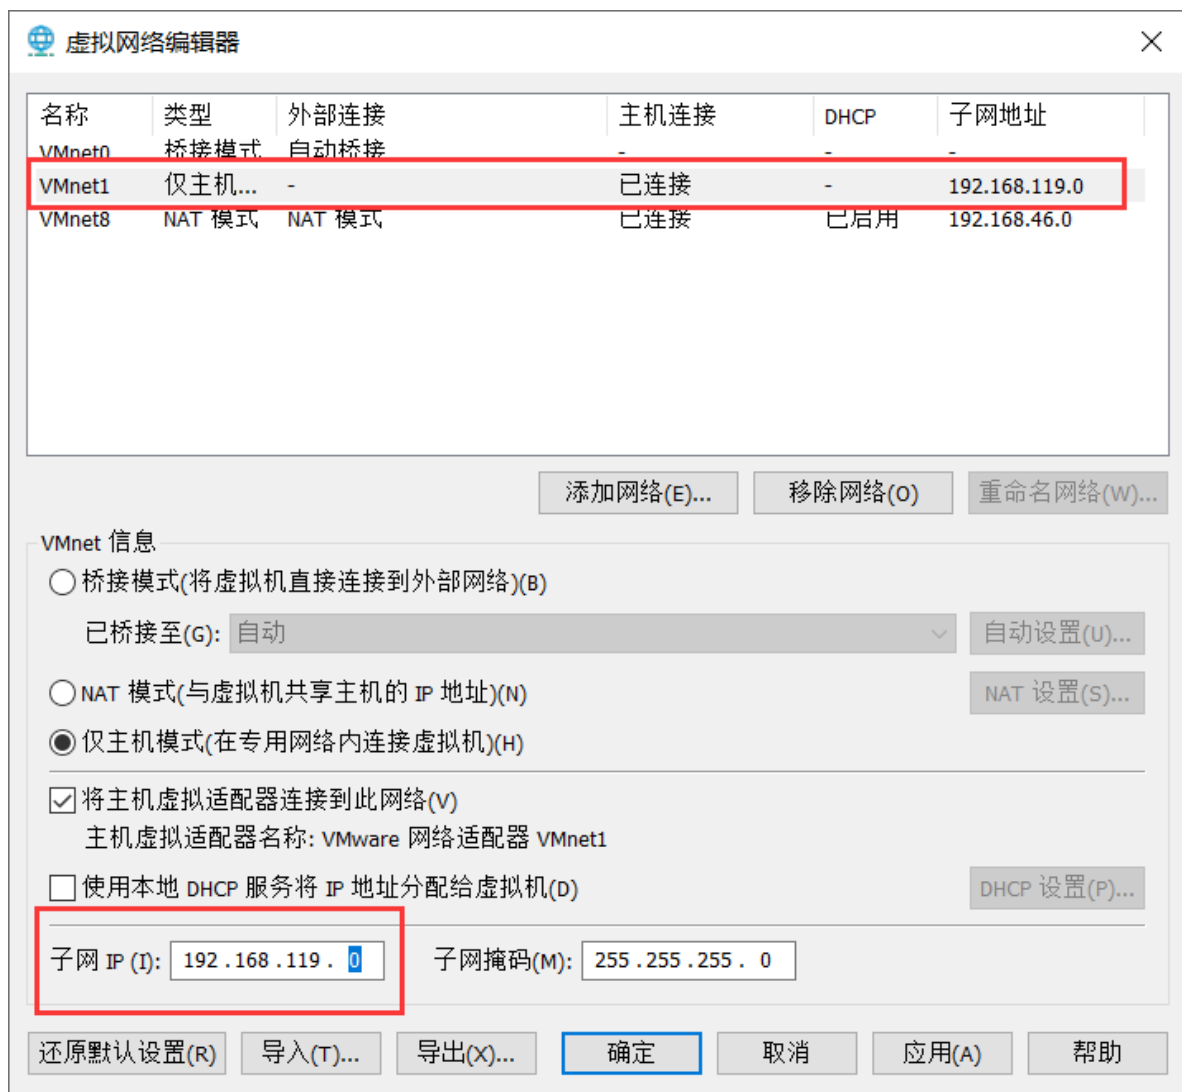 虚拟网络编辑器
名称 类型 外部连接 主机连接 DHCP 子网地址
VMnet0 桥接模式 自动桥接 - - -
VMnet1 仅主机... - 已连接 - 192.168.119.0
VMnet8 NAT 模式 NAT 模式 已连接 已启用 192.168.46.0
添加网络(E)... 移除网络(O) 重命名网络(W)...
VMnet 信息
桥接模式(将虚拟机直接连接到外部网络)(B)
已桥接至(G): 自动 自动设置(U)...
NAT 模式(与虚拟机共享主机的 IP 地址)(N) NAT 设置(S)...
仅主机模式(在专用网络内连接虚拟机)(H)
将主机虚拟适配器连接到此网络(V)
主机虚拟适配器名称: VMware 网络适配器 VMnet1
使用本地 DHCP 服务将 IP 地址分配给虚拟机(D) DHCP 设置(P)...
子网 IP (I): 192 . 168 . 119 . 0 子网掩码(M): 255 . 255 . 255 . 0
还原默认设置(R) 导入(T)... 导出(X)... 确定 取消 应用(A) 帮助